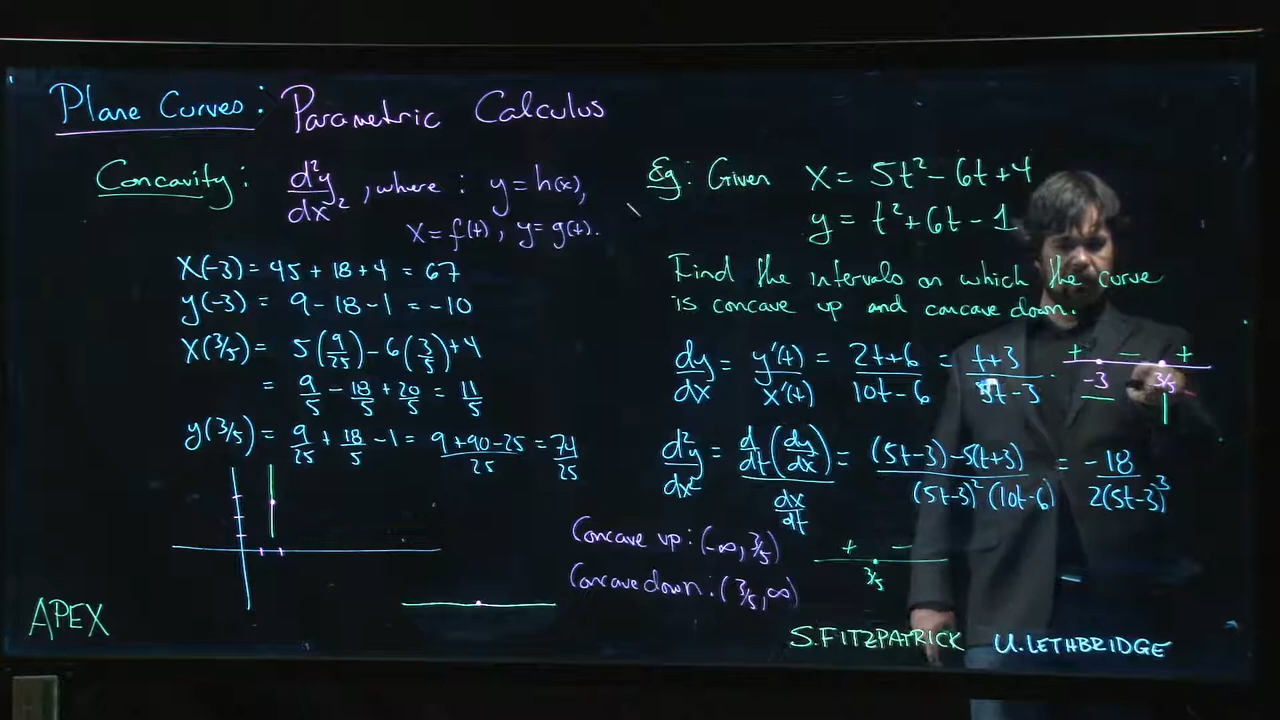 Plane Curves: Parametric Calculus
Concavity: d²y/dx², where: y = h(x),
x = f(t), y = g(t).
x(-3) = 45 + 18 + 4 = 67
y(-3) = 9 - 18 - 1 = -10
x(3/5) = 5(9/25) - 6(3/5) + 4
= 9/5 - 18/5 + 20/5 = 11/5
y(3/5) = 9/25 + 18/5 - 1 = (9 + 90 - 25)/25 = 74/25
APEX
Eg: Given x = 5t² - 6t + 4
y = t² + 6t - 1
Find the intervals on which the curve
is concave up and concave down.
dy/dx = y'(t)/x'(t) = (2t+6)/(10t-6) = (t+3)/(5t-3).
+ - +
-3 3/5
d²y/dx² = d/dt(dy/dx)/(dx/dt) = ((5t-3) - 5(t+3))/((5t-3)²(10t-6)) = -18/(2(5t-3)³)
Concave up: (-∞, 3/5)
Concave down: (3/5, ∞)
+ -
3/5
S.FITZPATRICK U.LETHBRIDGE